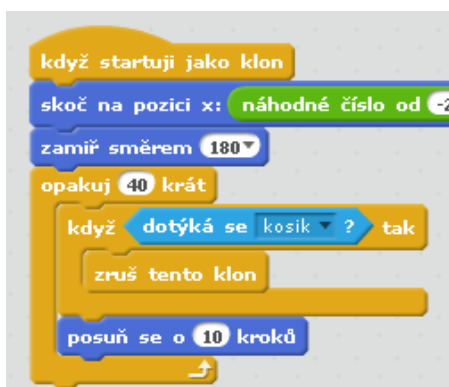 když startuji jako klon
skoč na pozici x: náhodné číslo od -2
zamiř směrem 180
opakuj 40 krát
když dotýká se kosik ? tak
zruš tento klon
posuň se o 10 kroků